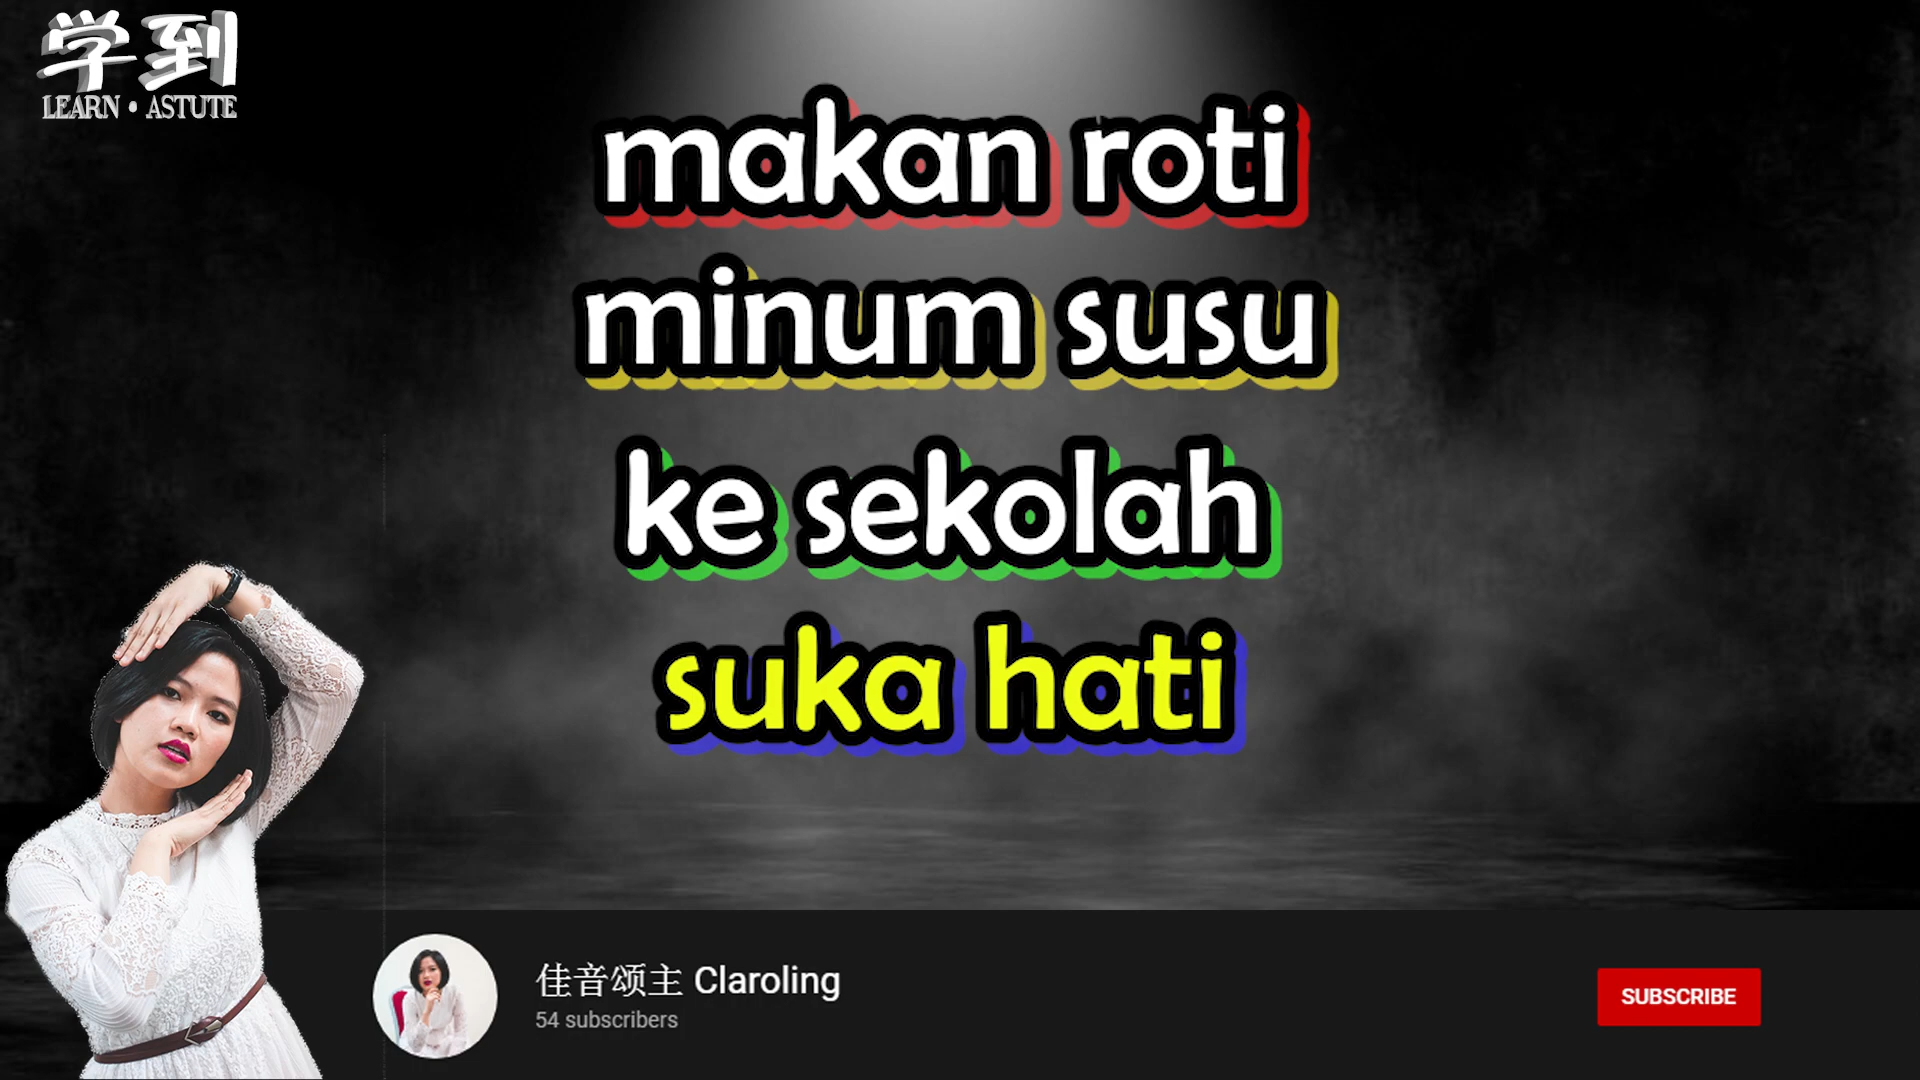 学到
LEARN • ASTUTE
makan roti
minum susu
ke sekolah
suka hati
佳音颂主 Claroling
54 subscribers
SUBSCRIBE